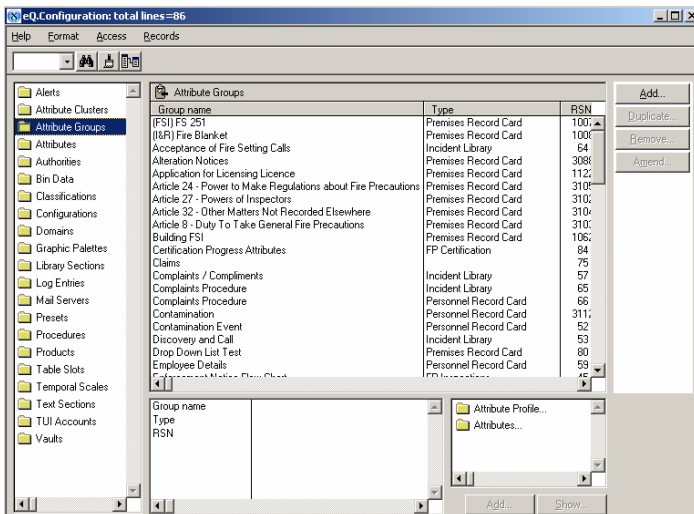 eQ.Configuration: total lines=86
Help Format Access Records
Alerts
Attribute Clusters
Attribute Groups
Attributes
Authorities
Bin Data
Classifications
Configurations
Domains
Graphic Palettes
Library Sections
Log Entries
Mail Servers
Presets
Procedures
Products
Table Slots
Temporal Scales
Text Sections
TUI Accounts
Vaults
Attribute Groups
Group name Type RSN
(FSI) FS 251 Premises Record Card
(I&R) Fire Blanket Premises Record Card
Acceptance of Fire Setting Calls Incident Library 64
Alteration Notices Premises Record Card
Application for Licensing Licence Premises Record Card
Article 24 - Power to Make Regulations about Fire Precautions Premises Record Card
Article 27 - Powers of Inspectors Premises Record Card
Article 32 - Other Matters Not Recorded Elsewhere Premises Record Card
Article 8 - Duty To Take General Fire Precautions Premises Record Card
Building FSI Premises Record Card
Certification Progress Attributes FP Certification 84
Claims 75
Complaints / Compliments Incident Library 57
Complaints Procedure Incident Library 65
Complaints Procedure Personnel Record Card 66
Contamination Premises Record Card
Contamination Event Personnel Record Card 52
Discovery and Call Incident Library 53
Drop Down List Test Premises Record Card 80
Employee Details Personnel Record Card 59
Group name
Type
RSN
Attribute Profile...
Attributes...
Add... Show...
Add...
Duplicate...
Remove...
Amend...